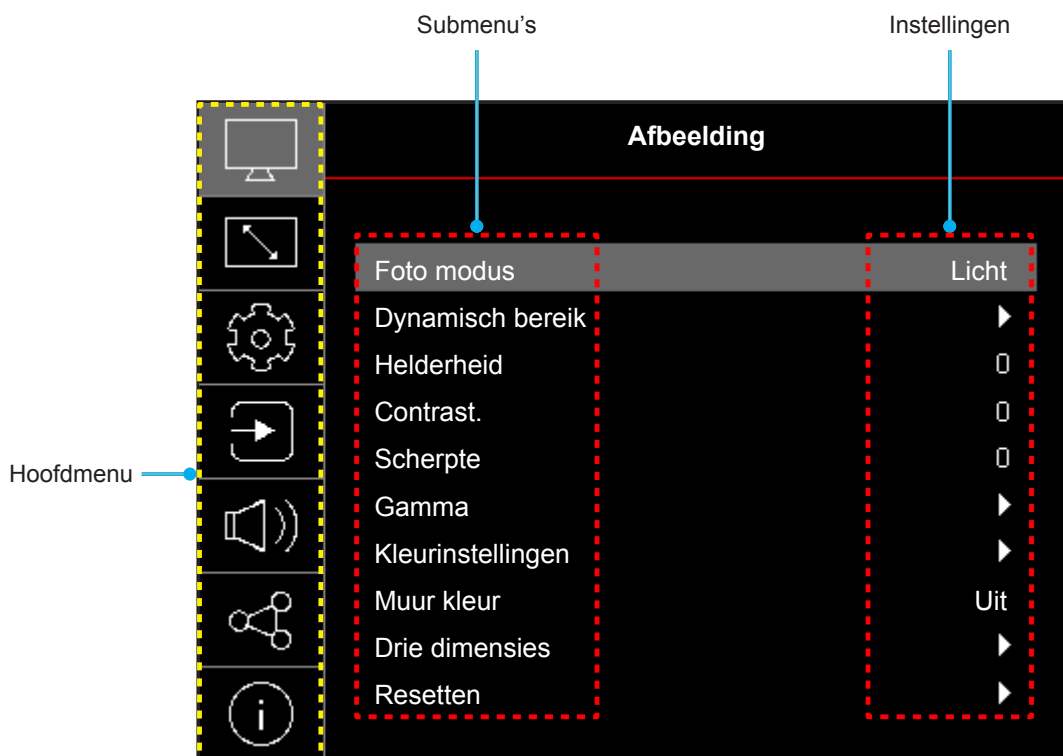 Submenu's Instellingen
Afbeelding
Foto modus Licht
Dynamisch bereik
Helderheid 0
Contrast. 0
Scherpte 0
Gamma
Hoofdmenu
Kleurinstellingen
Muur kleur Uit
Drie dimensies
Resetten
i